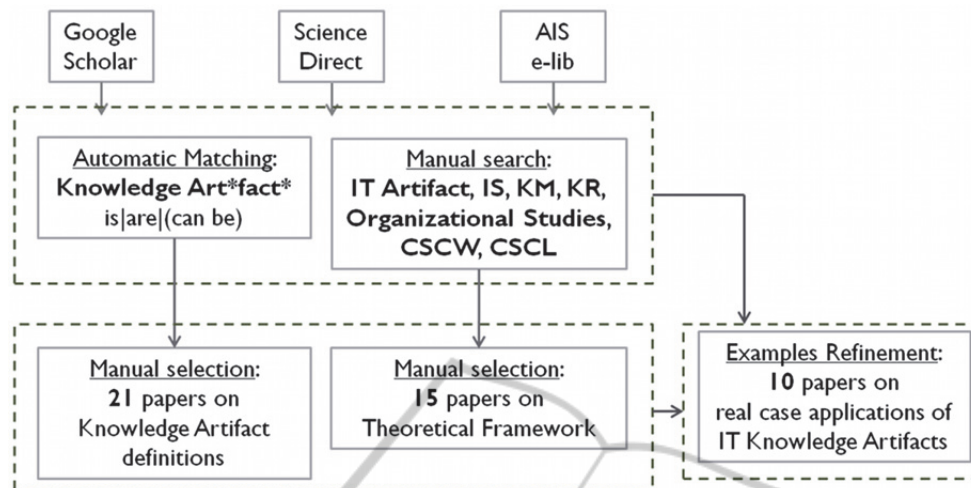 Google
Scholar
Science
Direct
AIS
e-lib
Automatic Matching:
Knowledge Art*fact*
is|are|(can be)
Manual search:
IT Artifact, IS, KM, KR,
Organizational Studies,
CSCW, CSCL
Manual selection:
21 papers on
Knowledge Artifact
definitions
Manual selection:
15 papers on
Theoretical Framework
Examples Refinement:
10 papers on
real case applications of
IT Knowledge Artifacts